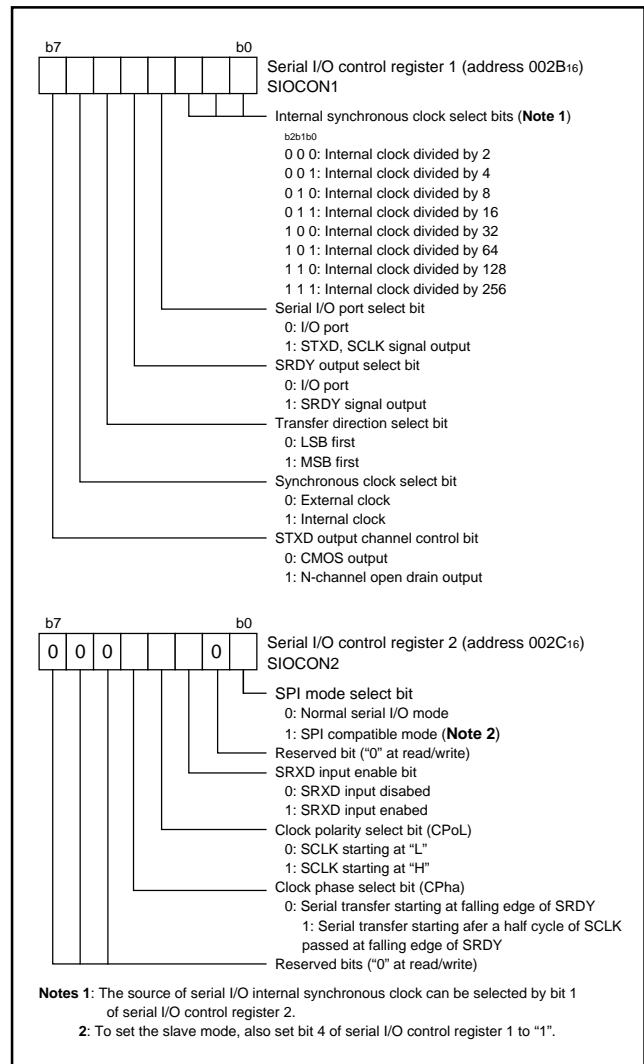 b7 b0
Serial I/O control register 1 (address 002B16)
SIOCON1
Internal synchronous clock select bits (Note 1)
b2b1b0
0 0 0: Internal clock divided by 2
0 0 1: Internal clock divided by 4
0 1 0: Internal clock divided by 8
0 1 1: Internal clock divided by 16
1 0 0: Internal clock divided by 32
1 0 1: Internal clock divided by 64
1 1 0: Internal clock divided by 128
1 1 1: Internal clock divided by 256
Serial I/O port select bit
0: I/O port
1: STXD, SCLK signal output
SRDY output select bit
0: I/O port
1: SRDY signal output
Transfer direction select bit
0: LSB first
1: MSB first
Synchronous clock select bit
0: External clock
1: Internal clock
STXD output channel control bit
0: CMOS output
1: N-channel open drain output
b7 b0
0 0 0 0
Serial I/O control register 2 (address 002C16)
SIOCON2
SPI mode select bit
0: Normal serial I/O mode
1: SPI compatible mode (Note 2)
Reserved bit (“0” at read/write)
SRXD input enable bit
0: SRXD input disabed
1: SRXD input enabed
Clock polarity select bit (CPoL)
0: SCLK starting at “L”
1: SCLK starting at “H”
Clock phase select bit (CPha)
0: Serial transfer starting at falling edge of SRDY
1: Serial transfer starting afer a half cycle of SCLK
passed at falling edge of SRDY
Reserved bits (“0” at read/write)
Notes 1: The source of serial I/O internal synchronous clock can be selected by bit 1
of serial I/O control register 2.
2: To set the slave mode, also set bit 4 of serial I/O control register 1 to “1”.